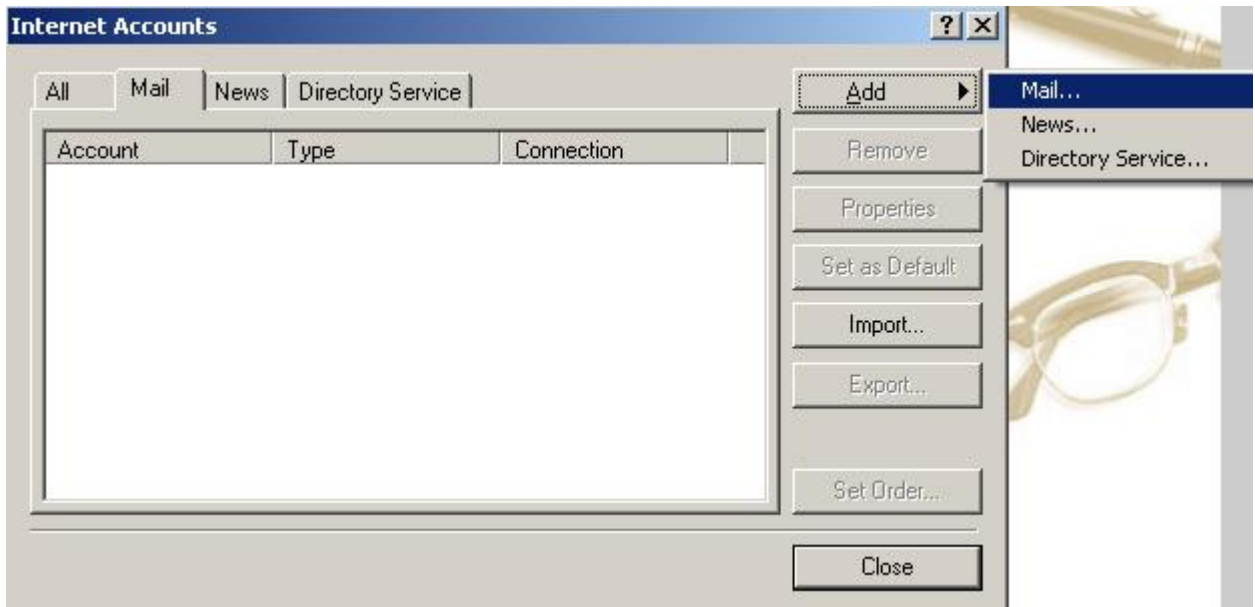 Internet Accounts
All Mail News Directory Service
Add
Mail...
News...
Directory Service...
Account Type Connection
Remove
Properties
Set as Default
Import...
Export...
Set Order...
Close